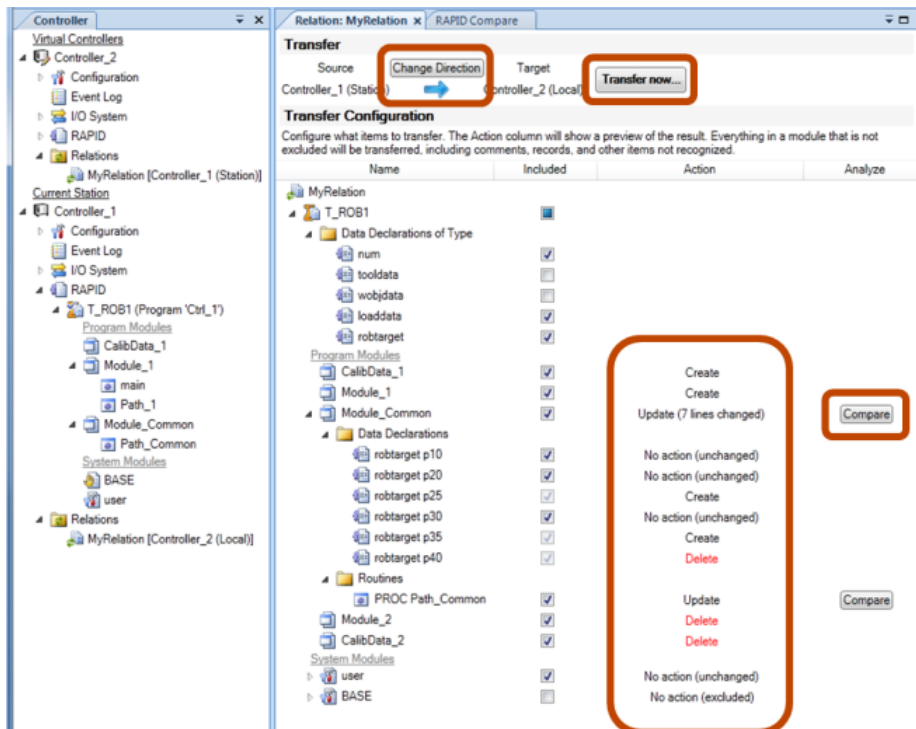 Controller
Virtual Controllers
Controller_2
Configuration
Event Log
I/O System
RAPID
Relations
MyRelation [Controller_1 (Station)]
Current Station
Controller_1
Configuration
Event Log
I/O System
RAPID
T_ROB1 (Program 'Ctrl_1')
Program Modules
CalibData_1
Module_1
main
Path_1
Module_Common
Path_Common
System Modules
BASE
user
Relations
MyRelation [Controller_2 (Local)]
Relation: MyRelation x RAPID Compare
Transfer
Source Change Direction Target Transfer now...
Controller_1 (Station) Controller_2 (Local)
Transfer Configuration
Configure what items to transfer. The Action column will show a preview of the result. Everything in a module that is not
excluded will be transferred, including comments, records, and other items not recognized.
Name Included Action Analyze
MyRelation
T_ROB1
Data Declarations of Type
num
tooldata
wobjdata
loaddata
robtarget
Program Modules
CalibData_1 Create
Module_1 Create
Module_Common Update (7 lines changed) Compare
Data Declarations
robtarget p10 No action (unchanged)
robtarget p20 No action (unchanged)
robtarget p25 Create
robtarget p30 No action (unchanged)
robtarget p35 Create
robtarget p40 Delete
Routines
PROC Path_Common Update Compare
Module_2 Delete
CalibData_2 Delete
System Modules
user No action (unchanged)
BASE No action (excluded)